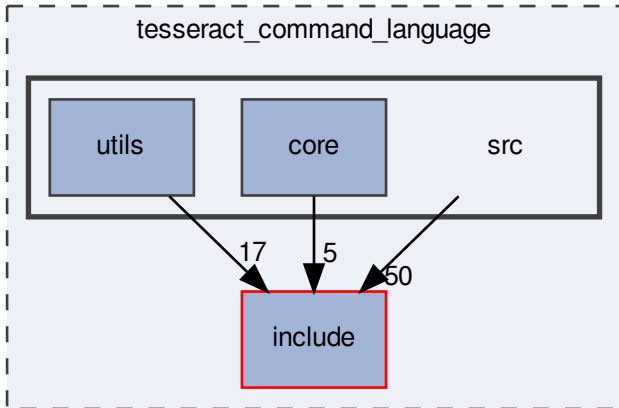 tesseract_command_language
utils
core
src
17
5
50
include